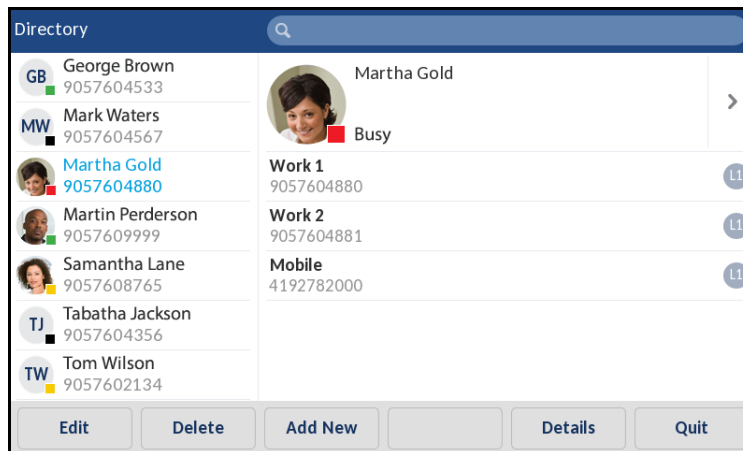 Directory
GB
George Brown
9057604533
MW
Mark Waters
9057604567
Martha Gold
9057604880
Martin Perderson
9057609999
Samantha Lane
9057608765
TJ
Tabatha Jackson
9057604356
TW
Tom Wilson
9057602134
Martha Gold
Busy
Work 1
9057604880
L1
Work 2
9057604881
L1
Mobile
4192782000
L1
Edit
Delete
Add New
Details
Quit